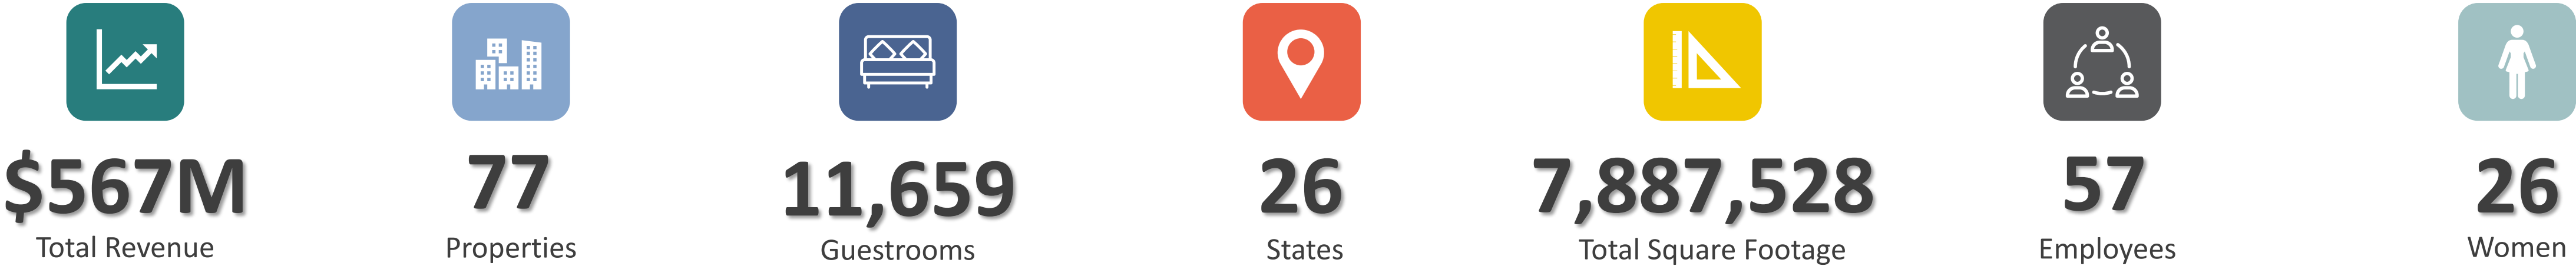 $567M
Total Revenue
77
Properties
11,659
Guestrooms
26
States
7,887,528
Total Square Footage
57
Employees
26
Women